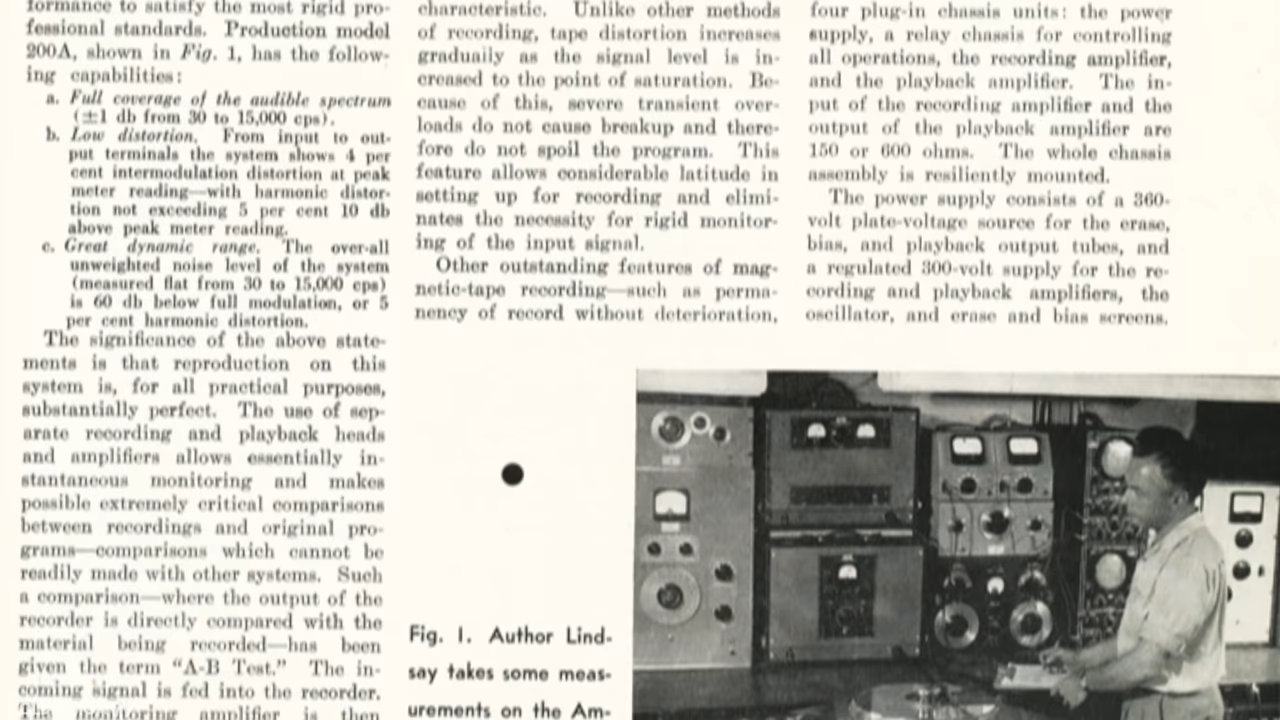 formance to satisfy the most rigid pro-
fessional standards. Production model
200A, shown in Fig. 1, has the follow-
ing capabilities:
a. Full coverage of the audible spectrum
(±1 db from 30 to 15,000 cps).
b. Low distortion. From input to out-
put terminals the system shows 4 per
cent intermodulation distortion at peak
meter reading—with harmonic distor-
tion not exceeding 5 per cent 10 db
above peak meter reading.
c. Great dynamic range. The over-all
unweighted noise level of the system
(measured flat from 30 to 15,000 cps)
is 60 db below full modulation, or 5
per cent harmonic distortion.
The significance of the above state-
ments is that reproduction on this
system is, for all practical purposes,
substantially perfect. The use of sep-
arate recording and playback heads
and amplifiers allows essentially in-
stantaneous monitoring and makes
possible extremely critical comparisons
between recordings and original pro-
grams—comparisons which cannot be
readily made with other systems. Such
a comparison—where the output of the
recorder is directly compared with the
material being recorded—has been
given the term “A-B Test.” The in-
coming signal is fed into the recorder.
The monitoring amplifier is then
characteristic. Unlike other methods
of recording, tape distortion increases
gradually as the signal level is in-
creased to the point of saturation. Be-
cause of this, severe transient over-
loads do not cause breakup and there-
fore do not spoil the program. This
feature allows considerable latitude in
setting up for recording and elimi-
nates the necessity for rigid monitor-
ing of the input signal.
Other outstanding features of mag-
netic-tape recording—such as perma-
nency of record without deterioration,
four plug-in chassis units: the power
supply, a relay chassis for controlling
all operations, the recording amplifier,
and the playback amplifier. The in-
put of the recording amplifier and the
output of the playback amplifier are
150 or 600 ohms. The whole chassis
assembly is resiliently mounted.
The power supply consists of a 360-
volt plate-voltage source for the erase,
bias, and playback output tubes, and
a regulated 300-volt supply for the re-
cording and playback amplifiers, the
oscillator, and erase and bias screens.
Fig. 1. Author Lind-
say takes some meas-
urements on the Am-